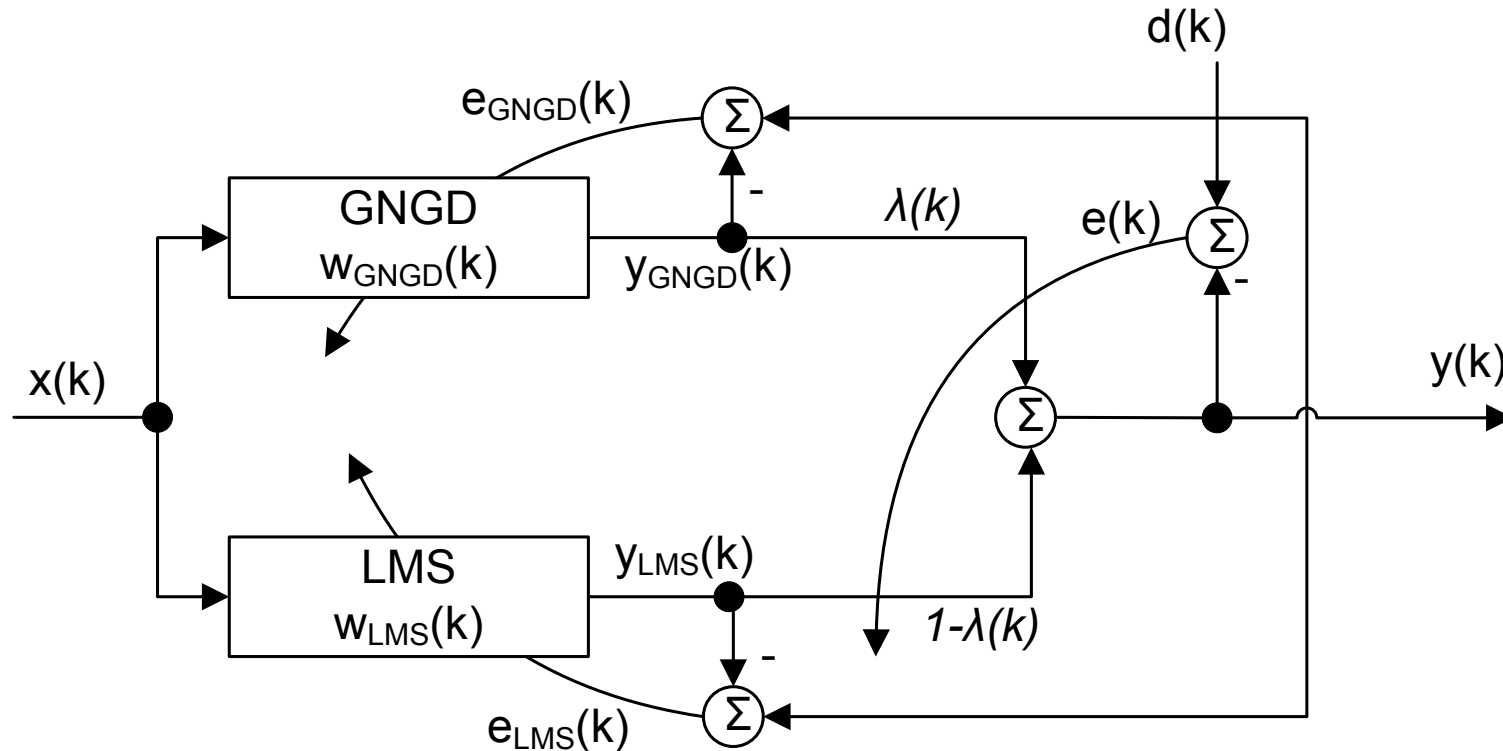 d(k)
e_GNGD(k)
Σ
-
GNGD
w_GNGD(k)
y_GNGD(k)
λ(k)
e(k)
Σ
-
x(k)
Σ
y(k)
LMS
w_LMS(k)
y_LMS(k)
1-λ(k)
-
e_LMS(k)
Σ